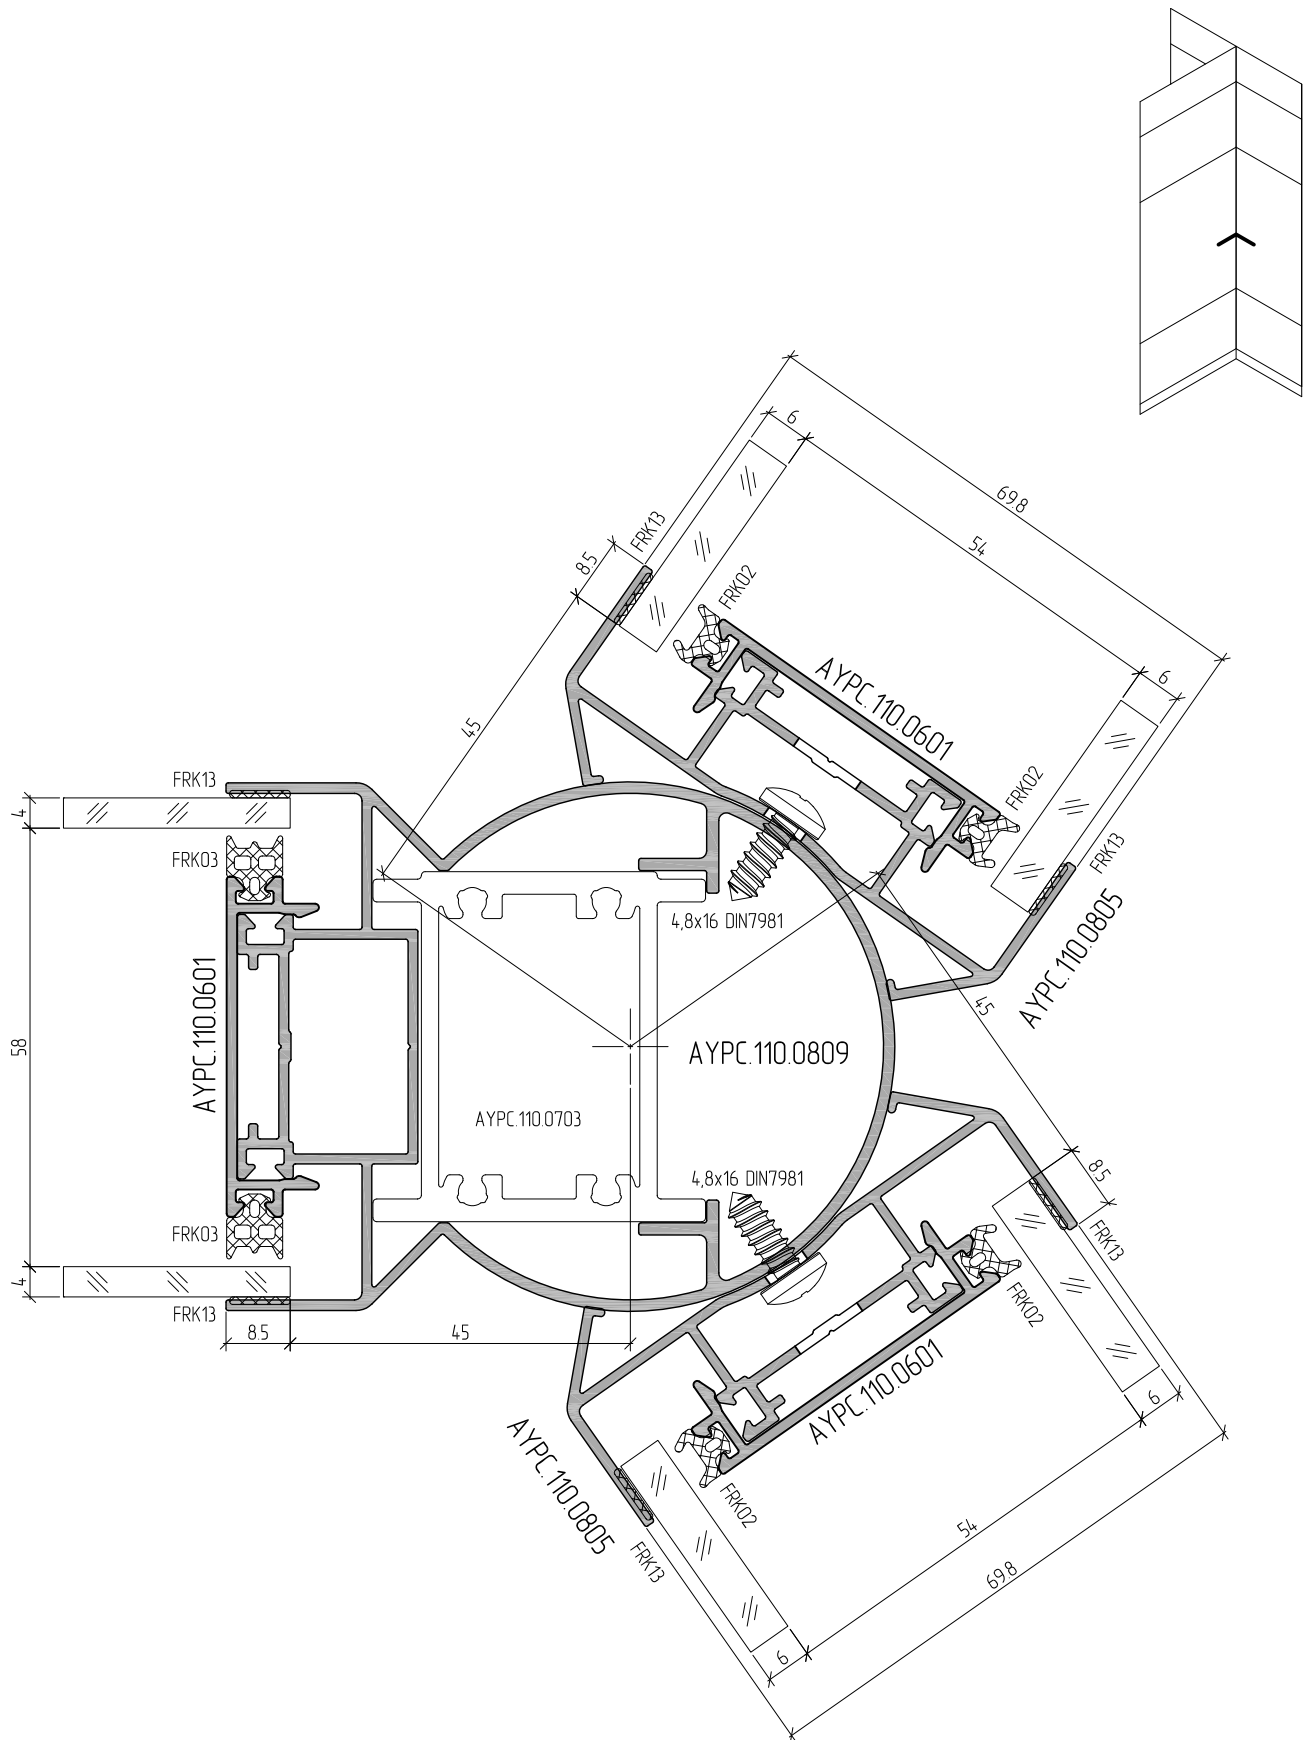 6
69.8
54
FRK13
8.5
FRK02
6
AYPC.110.0601
45
FRK02
FRK13
FRK13
4
FRK03
AYPC.110.0805
4,8x16 DIN7981
AYPC.110.0601
45
58
AYPC.110.0809
AYPC.110.0703
4,8x16 DIN7981
8.5
FRK03
FRK13
4
FRK13
FRK02
8.5
45
AYPC.110.0601
6
AYPC.110.0805
FRK02
54
FRK13
69.8
6